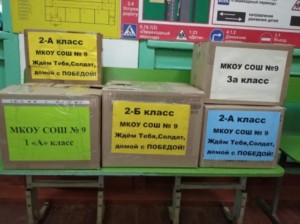 2-А класс
МКОУ СОШ № 9
Ждём Тебя,Солдат,
домой с ПОБЕДОЙ!
МКОУ СОШ №9
3а класс
МКОУ СОШ № 9
1 «А» класс
2-Б класс
МКОУ СОШ № 9
Ждём Тебя,Солдат,
домой с ПОБЕДОЙ!
2-А класс
МКОУ СОШ № 9
Ждём Тебя,Солдат,
домой с ПОБЕДОЙ!